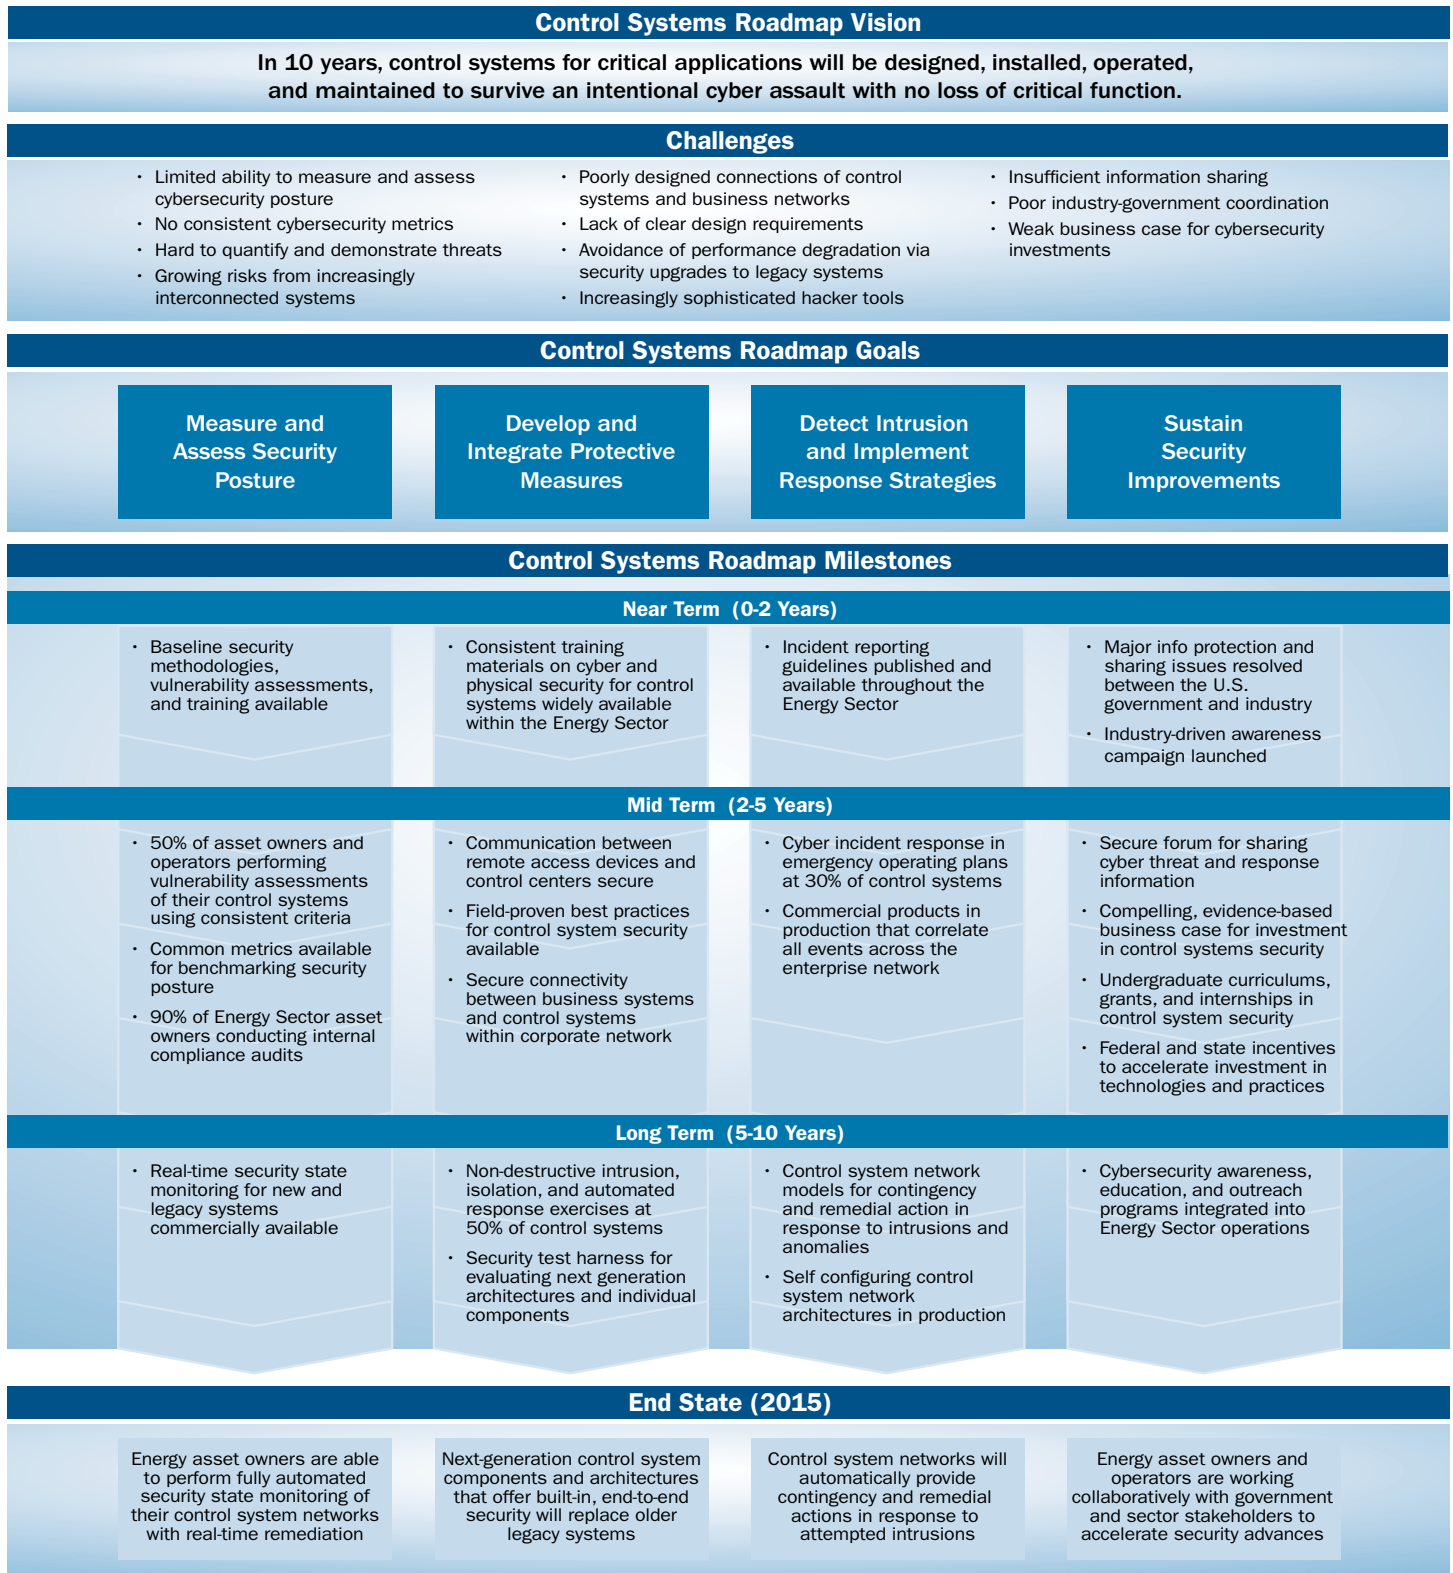 Control Systems Roadmap Vision
In 10 years, control systems for critical applications will be designed, installed, operated,
and maintained to survive an intentional cyber assault with no loss of critical function.
Challenges
• Limited ability to measure and assess
cybersecurity posture
• No consistent cybersecurity metrics
• Hard to quantify and demonstrate threats
• Growing risks from increasingly
interconnected systems
• Poorly designed connections of control
systems and business networks
• Lack of clear design requirements
• Avoidance of performance degradation via
security upgrades to legacy systems
• Increasingly sophisticated hacker tools
• Insufficient information sharing
• Poor industry-government coordination
• Weak business case for cybersecurity
investments
Control Systems Roadmap Goals
Measure and
Assess Security
Posture
Develop and
Integrate Protective
Measures
Detect Intrusion
and Implement
Response Strategies
Sustain
Security
Improvements
Control Systems Roadmap Milestones
Near Term (0-2 Years)
• Baseline security
methodologies,
vulnerability assessments,
and training available
• Consistent training
materials on cyber and
physical security for control
systems widely available
within the Energy Sector
• Incident reporting
guidelines published and
available throughout the
Energy Sector
• Major info protection and
sharing issues resolved
between the U.S.
government and industry
• Industry-driven awareness
campaign launched
Mid Term (2-5 Years)
• 50% of asset owners and
operators performing
vulnerability assessments
of their control systems
using consistent criteria
• Common metrics available
for benchmarking security
posture
• 90% of Energy Sector asset
owners conducting internal
compliance audits
• Communication between
remote access devices and
control centers secure
• Field-proven best practices
for control system security
available
• Secure connectivity
between business systems
and control systems
within corporate network
• Cyber incident response in
emergency operating plans
at 30% of control systems
• Commercial products in
production that correlate
all events across the
enterprise network
• Secure forum for sharing
cyber threat and response
information
• Compelling, evidence-based
business case for investment
in control systems security
• Undergraduate curriculums,
grants, and internships in
control system security
• Federal and state incentives
to accelerate investment in
technologies and practices
Long Term (5-10 Years)
• Real-time security state
monitoring for new and
legacy systems
commercially available
• Non-destructive intrusion,
isolation, and automated
response exercises at
50% of control systems
• Security test harness for
evaluating next generation
architectures and individual
components
• Control system network
models for contingency
and remedial action in
response to intrusions and
anomalies
• Self configuring control
system network
architectures in production
• Cybersecurity awareness,
education, and outreach
programs integrated into
Energy Sector operations
End State (2015)
Energy asset owners are able
to perform fully automated
security state monitoring of
their control system networks
with real-time remediation
Next-generation control system
components and architectures
that offer built-in, end-to-end
security will replace older
legacy systems
Control system networks will
automatically provide
contingency and remedial
actions in response to
attempted intrusions
Energy asset owners and
operators are working
collaboratively with government
and sector stakeholders to
accelerate security advances